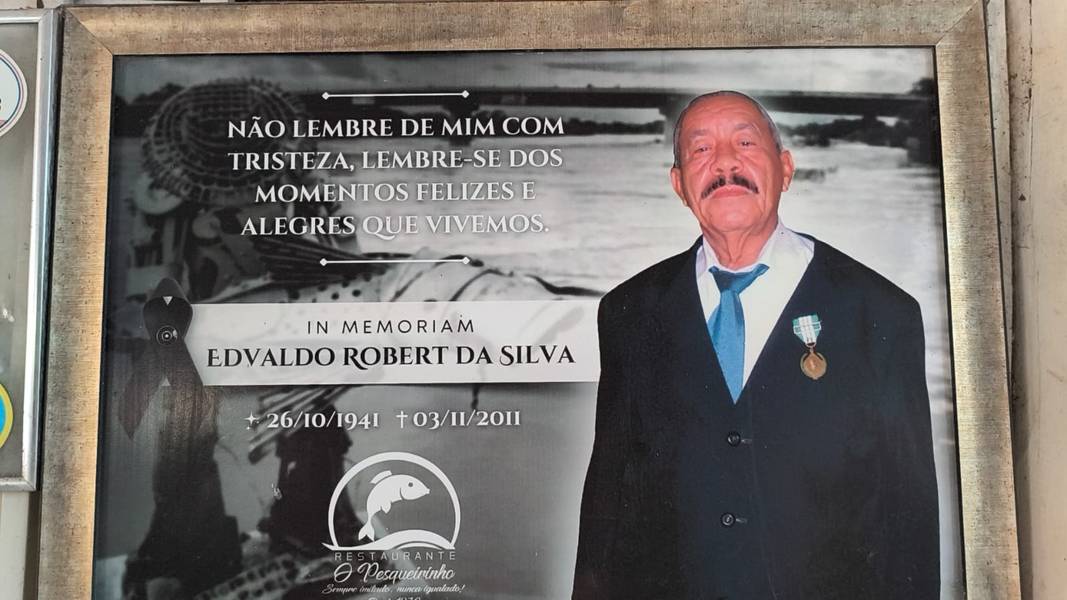 NÃO LEMBRE DE MIM COM
TRISTEZA, LEMBRE-SE DOS
MOMENTOS FELIZES E
ALEGRES QUE VIVEMOS.
IN MEMORIAM
EDVALDO ROBERT DA SILVA
26/10/1941 03/11/2011
RESTAURANTE
O Pesqueirinho
Sempre imitado, nunca igualado!